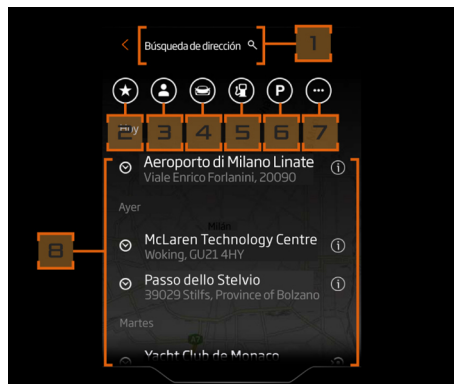 Búsqueda de dirección
1
P
2 3 4 5 6 7
Hoy
Aeroporto di Milano Linate
Viale Enrico Forlanini, 20090
Ayer
Milán
8
McLaren Technology Centre
Woking, GU21 4HY
Passo dello Stelvio
39029 Stilfs, Province of Bolzano
Martes
Yacht Club de Monaco